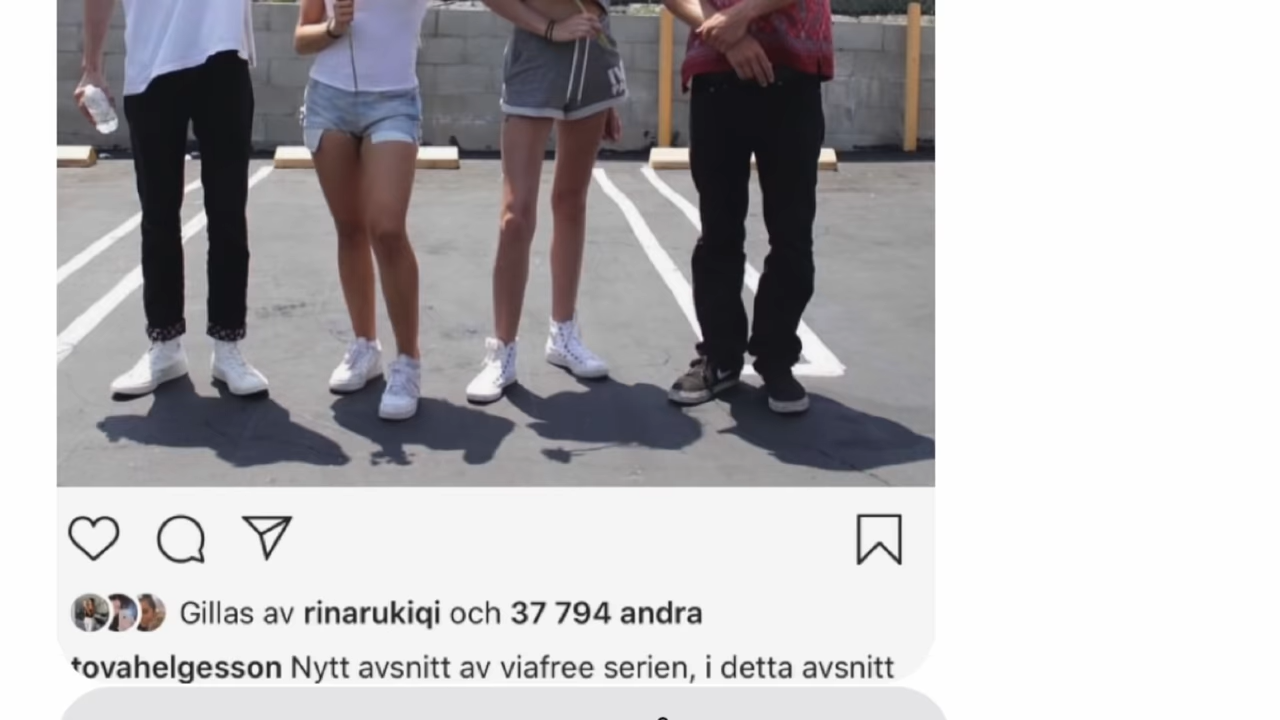 Gillas av rinarukiqi och 37 794 andra
tovahelgesson Nytt avsnitt av viafree serien, i detta avsnitt